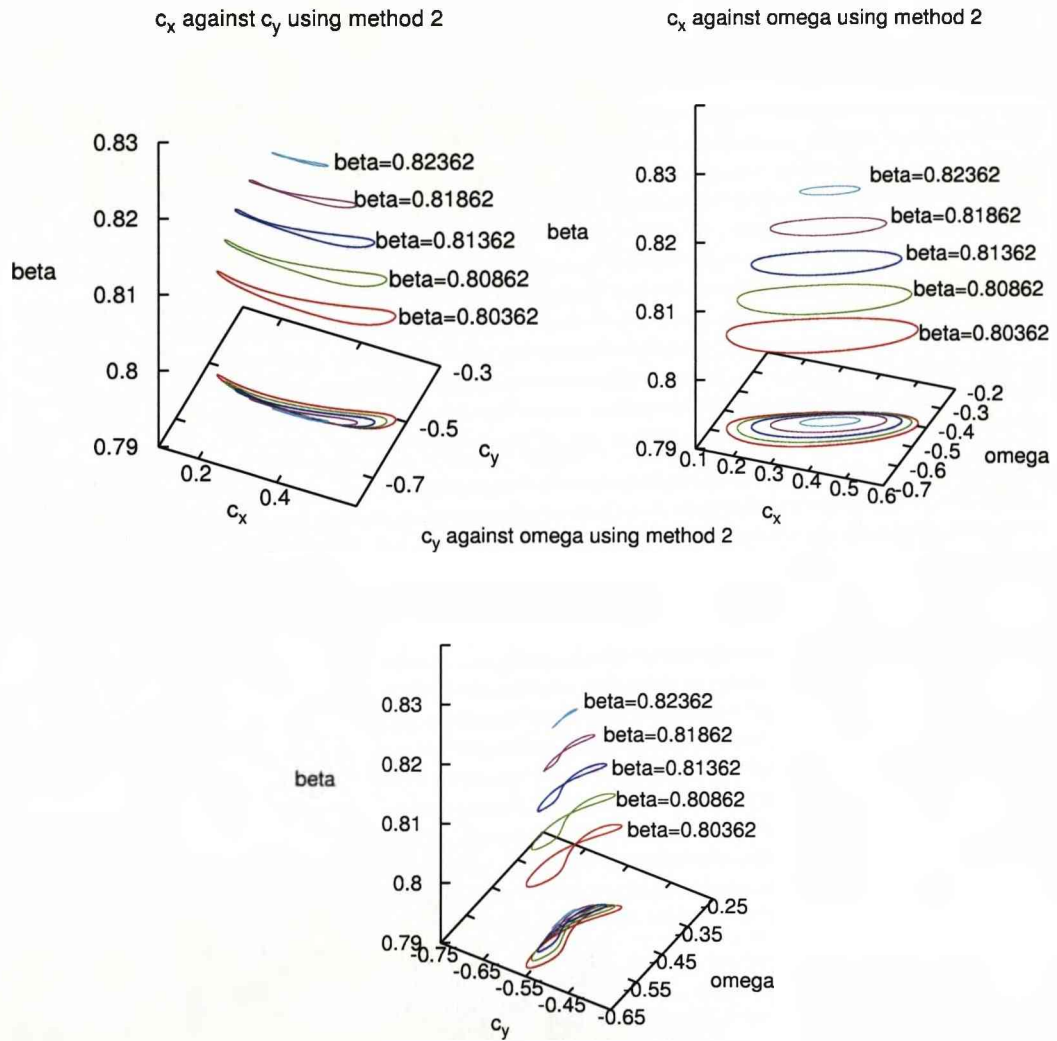 c_x against c_y using method 2
beta
0.83
0.82
0.81
0.8
0.79
beta=0.82362
beta=0.81862
beta=0.81362
beta=0.80862
beta=0.80362
0.2
0.4
c_x
-0.3
-0.5
-0.7
c_y
c_x against omega using method 2
beta
0.83
0.82
0.81
0.8
0.79
beta=0.82362
beta=0.81862
beta=0.81362
beta=0.80862
beta=0.80362
0.1
0.2
0.3
0.4
0.5
0.6
c_x
-0.2
-0.3
-0.4
-0.5
-0.6
-0.7
omega
c_y against omega using method 2
beta
0.83
0.82
0.81
0.8
0.79
beta=0.82362
beta=0.81862
beta=0.81362
beta=0.80862
beta=0.80362
-0.75
-0.65
-0.55
-0.45
c_y
-0.25
-0.35
-0.45
-0.55
-0.65
omega